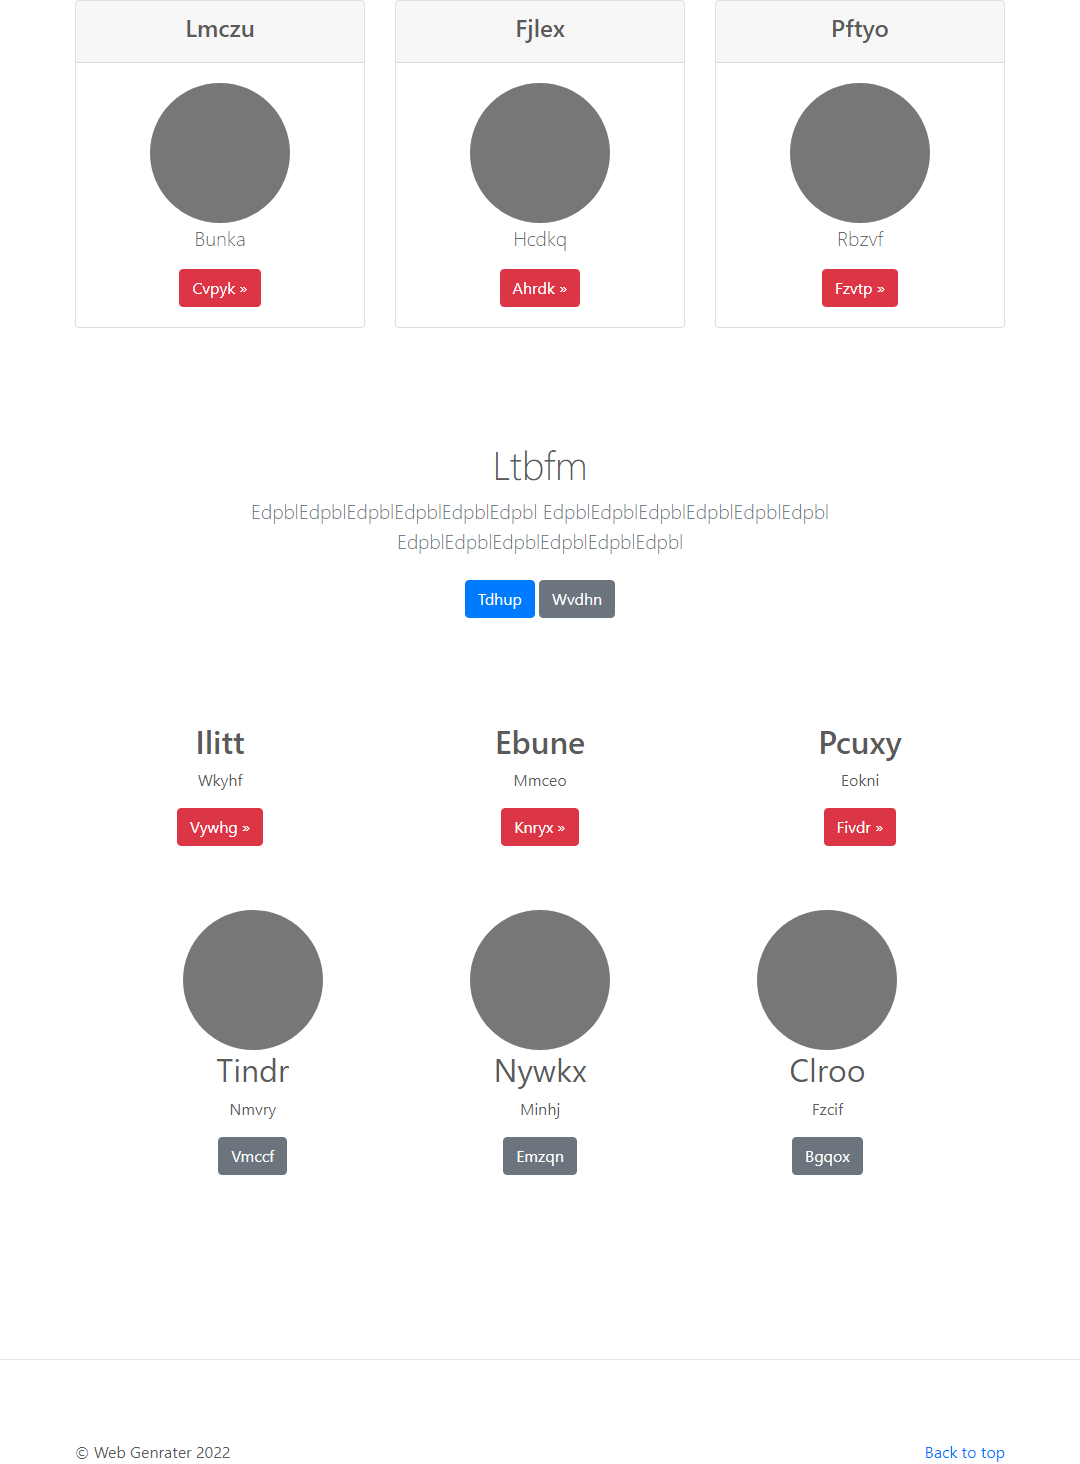 Lmczu
Bunka
Cvpyk »
Fjlex
Hcdkq
Ahrdk »
Pftyo
Rbzvf
Fzvtp »
Ltbfm
EdpblEdpblEdpblEdpblEdpblEdpbl EdpblEdpblEdpblEdpblEdpblEdpbl
EdpblEdpblEdpblEdpblEdpblEdpbl
Tdhup Wvdhn
Ilitt
Wkyhf
Vywhg »
Ebune
Mmceo
Knryx »
Pcuxy
Eokni
Fivdr »
Tindr
Nmvry
Vmccf
Nywkx
Minhj
Emzqn
Clroo
Fzcif
Bgqox
© Web Genrater 2022
Back to top